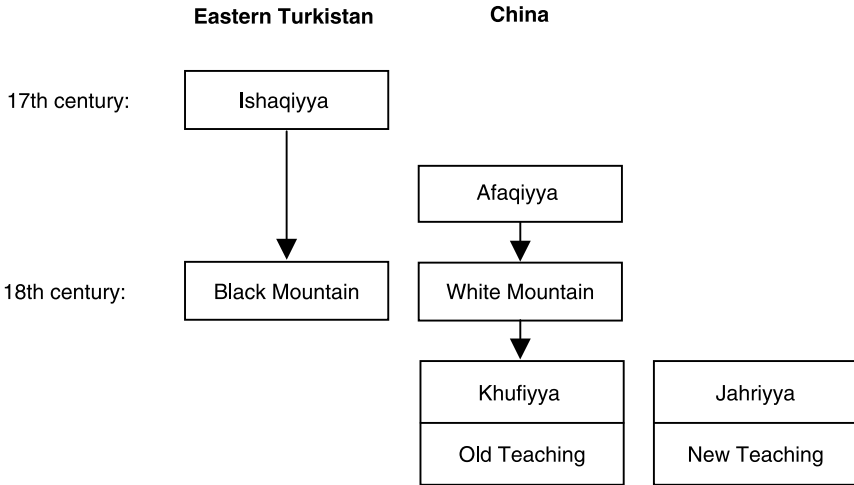 Eastern Turkistan China
17th century: Ishaqiyya
Afaqiyya
18th century: Black Mountain White Mountain
Khufiyya Jahriyya
Old Teaching New Teaching